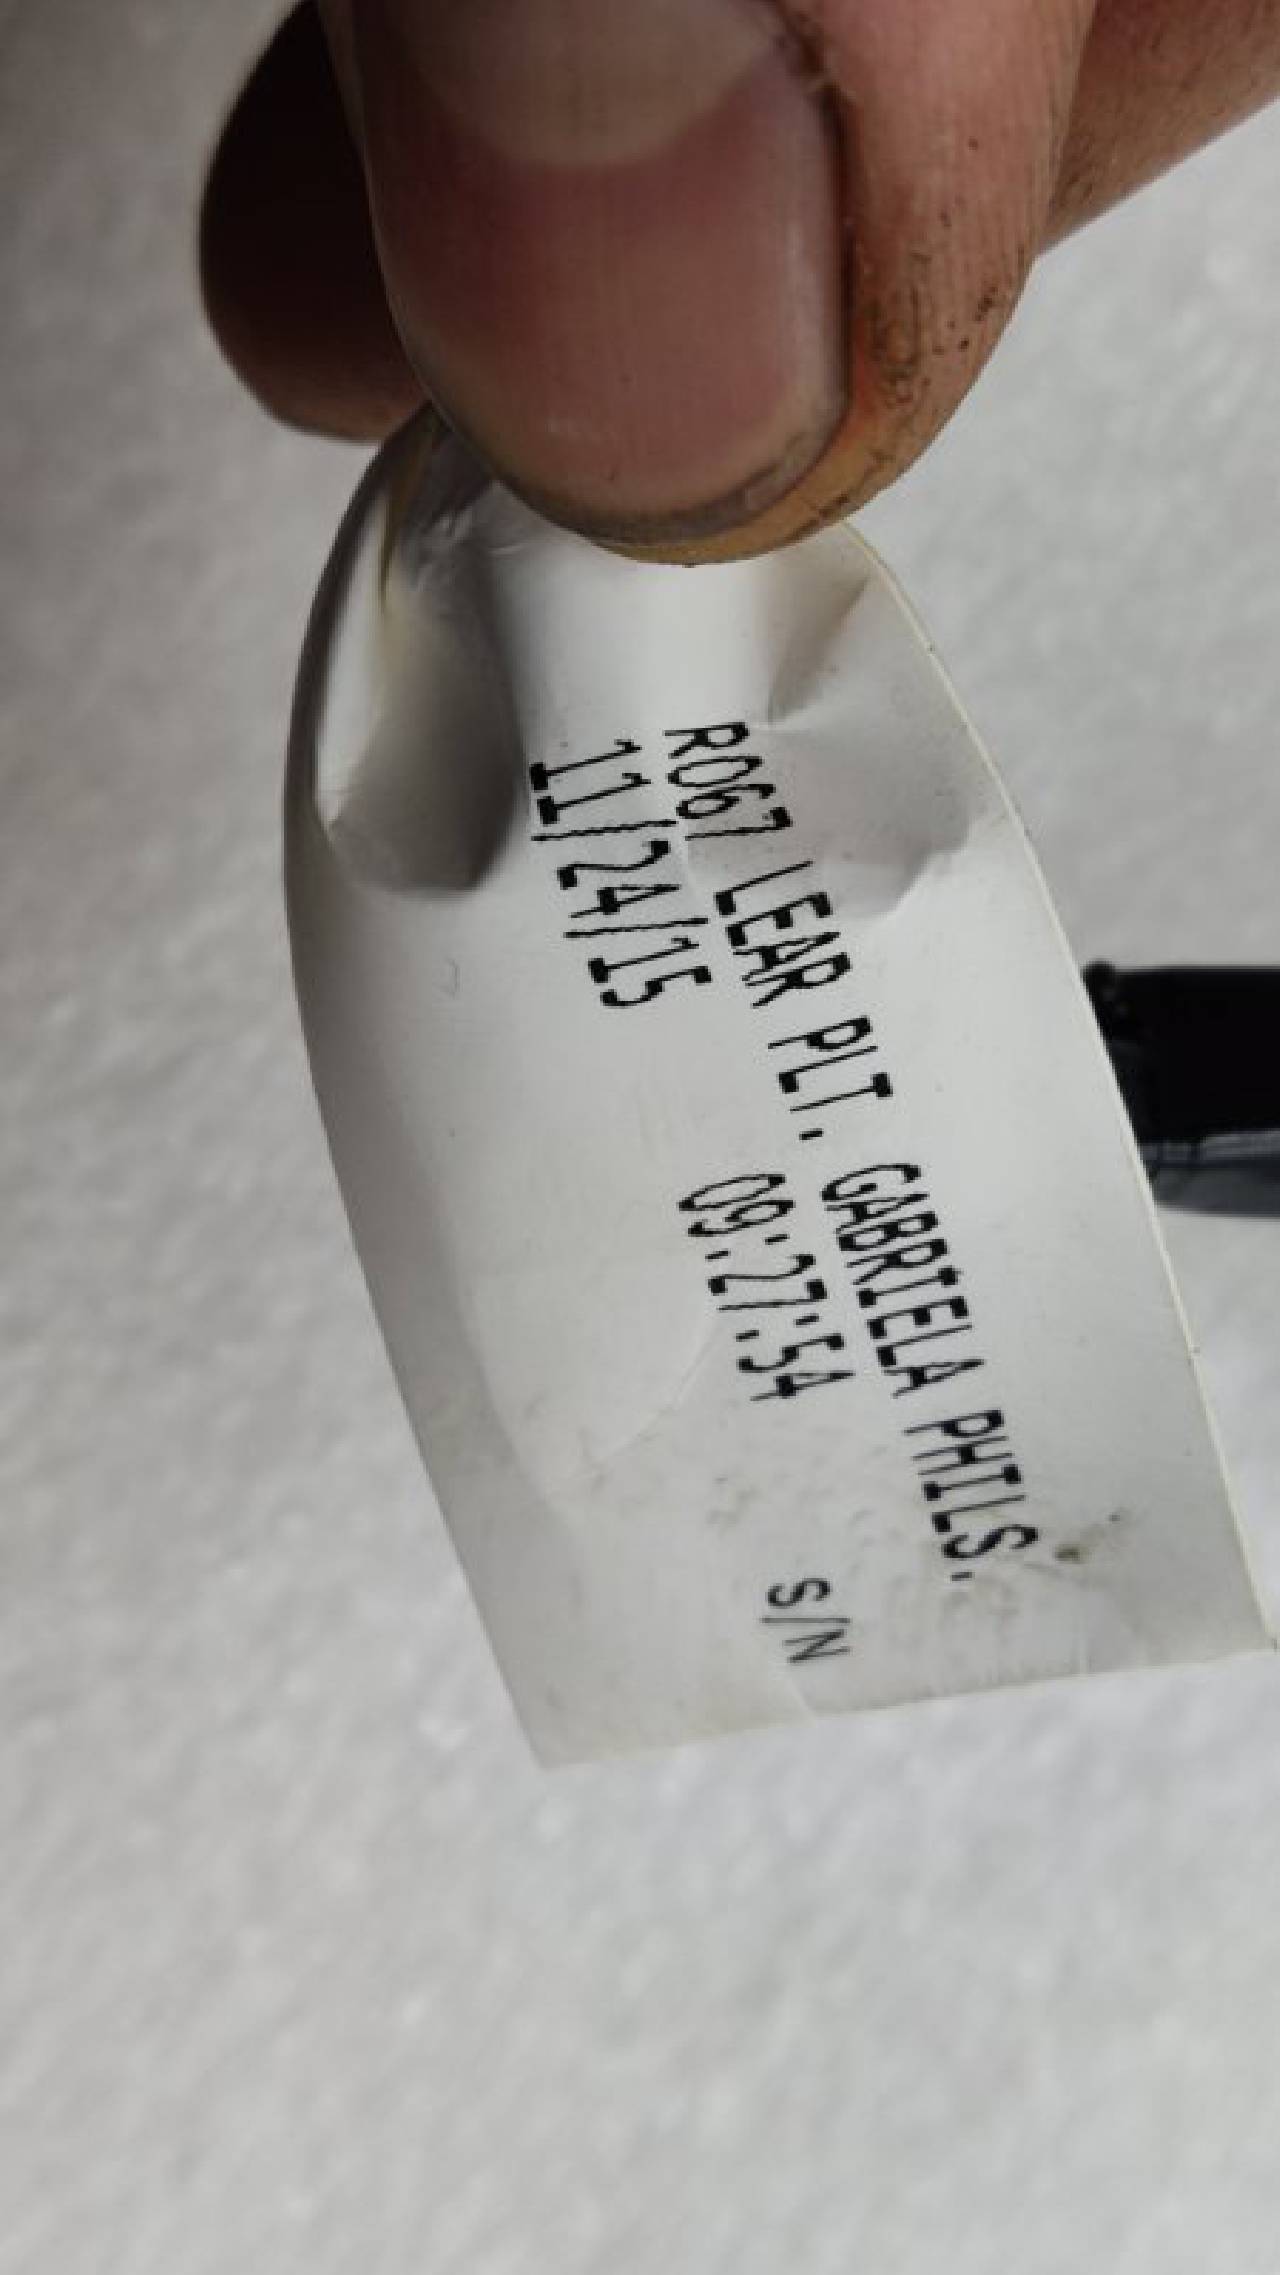 R067 LEAR PLT. GABRIELA PHILS.
11/24/15 09:27:54 S/N